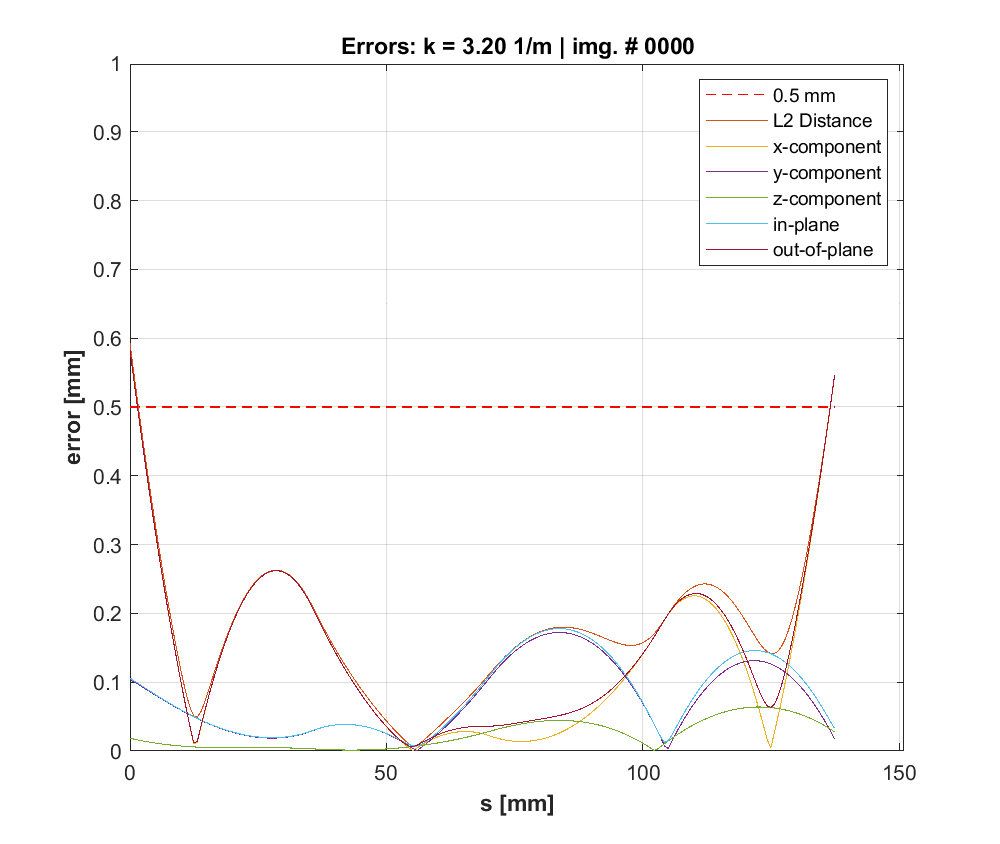 Errors: k = 3.20 1/m | img. # 0000
1
0.9
0.8
0.7
0.6
0.5
0.4
0.3
0.2
0.1
0
error [mm]
0.5 mm
L2 Distance
x-component
y-component
z-component
in-plane
out-of-plane
0 50 100 150
s [mm]